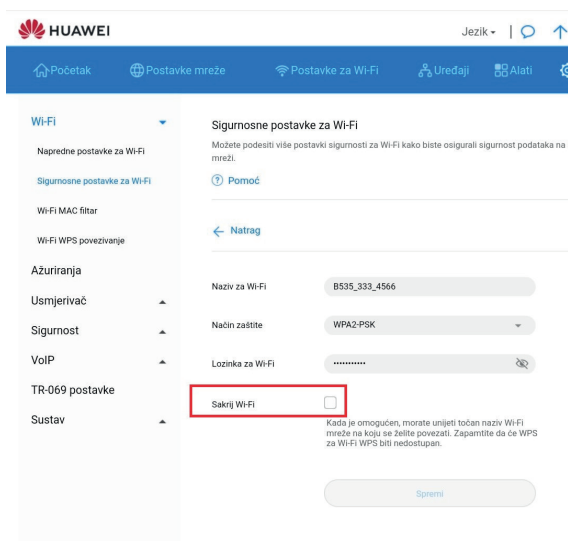 HUAWEI
Jezik
Početak
Postavke mreže
Postavke za Wi-Fi
Uređaji
Alati
Wi-Fi
Napredne postavke za Wi-Fi
Sigurnosne postavke za Wi-Fi
Wi-Fi MAC filtar
Wi-Fi WPS povezivanje
Ažuriranja
Usmjerivač
Sigurnost
VoIP
TR-069 postavke
Sustav
Sigurnosne postavke za Wi-Fi
Možete podesiti više postavki sigurnosti za Wi-Fi kako biste osigurali sigurnost podataka na
mreži.
? Pomoć
← Natrag
Naziv za Wi-Fi
B535_333_4566
Način zaštite
WPA2-PSK
Lozinka za Wi-Fi
•••••••••••
Sakrij Wi-Fi
Kada je omogućen, morate unijeti točan naziv Wi-Fi
mreže na koju se želite povezati. Zapamtite da će WPS
za Wi-Fi WPS biti nedostupan.
Spremi